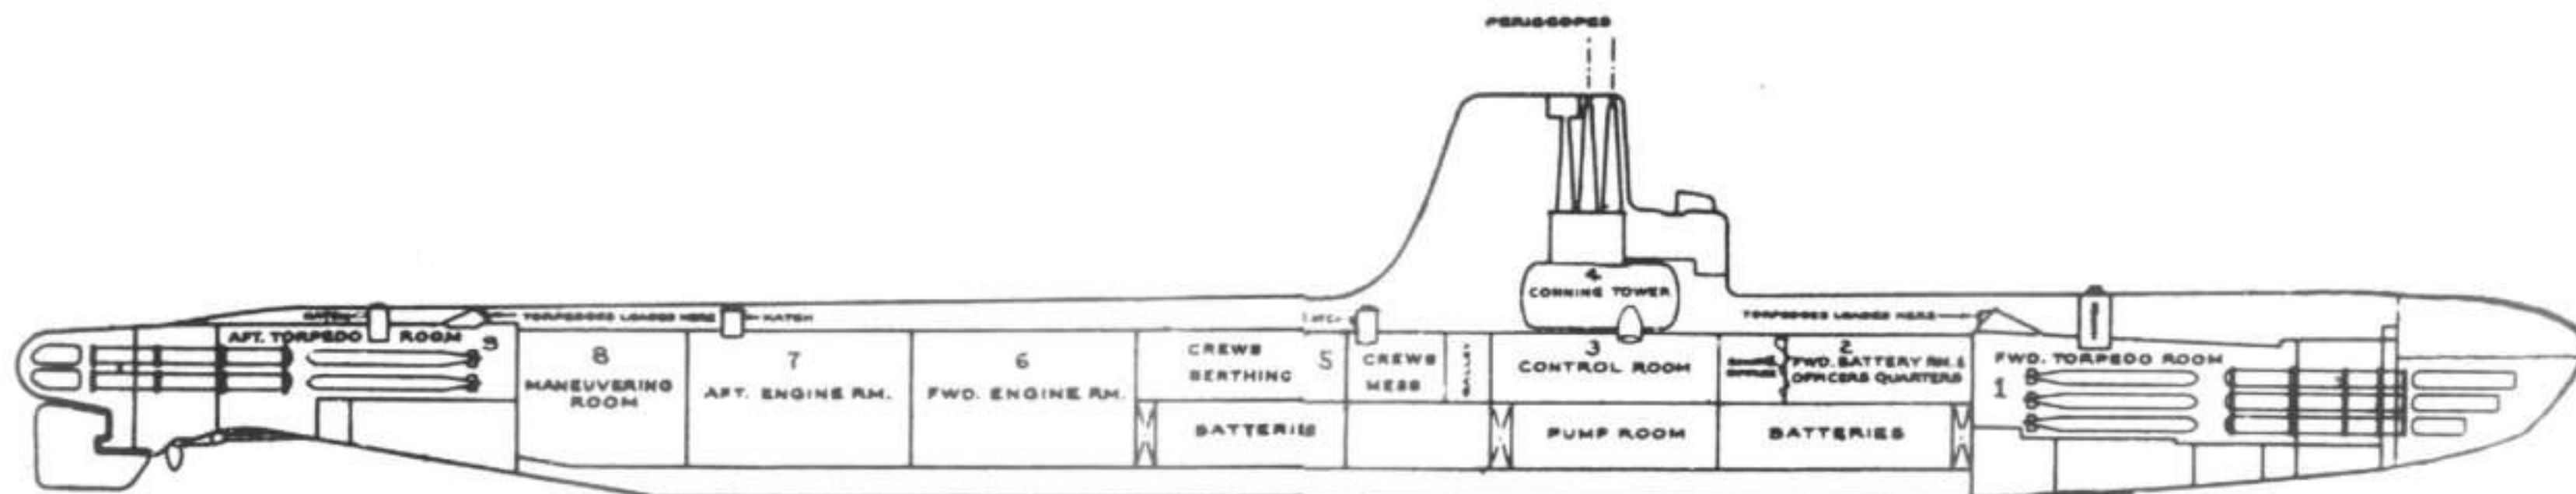 PERISCOPES
4
CONNING TOWER
HATCH
TORPEDOES LOADED HERE
HATCH
TORPEDOES LOADED HERE
AFT. TORPEDO ROOM 9
8
MANEUVERING
ROOM
7
AFT. ENGINE RM.
6
FWD. ENGINE RM.
CREWS
BERTHING
5
CREWS
MESS
GALLEY
3
CONTROL ROOM
2
FWD. BATTERY RM. &
OFFICERS QUARTERS
FWD. TORPEDO ROOM
1
BATTERIES
PUMP ROOM
BATTERIES